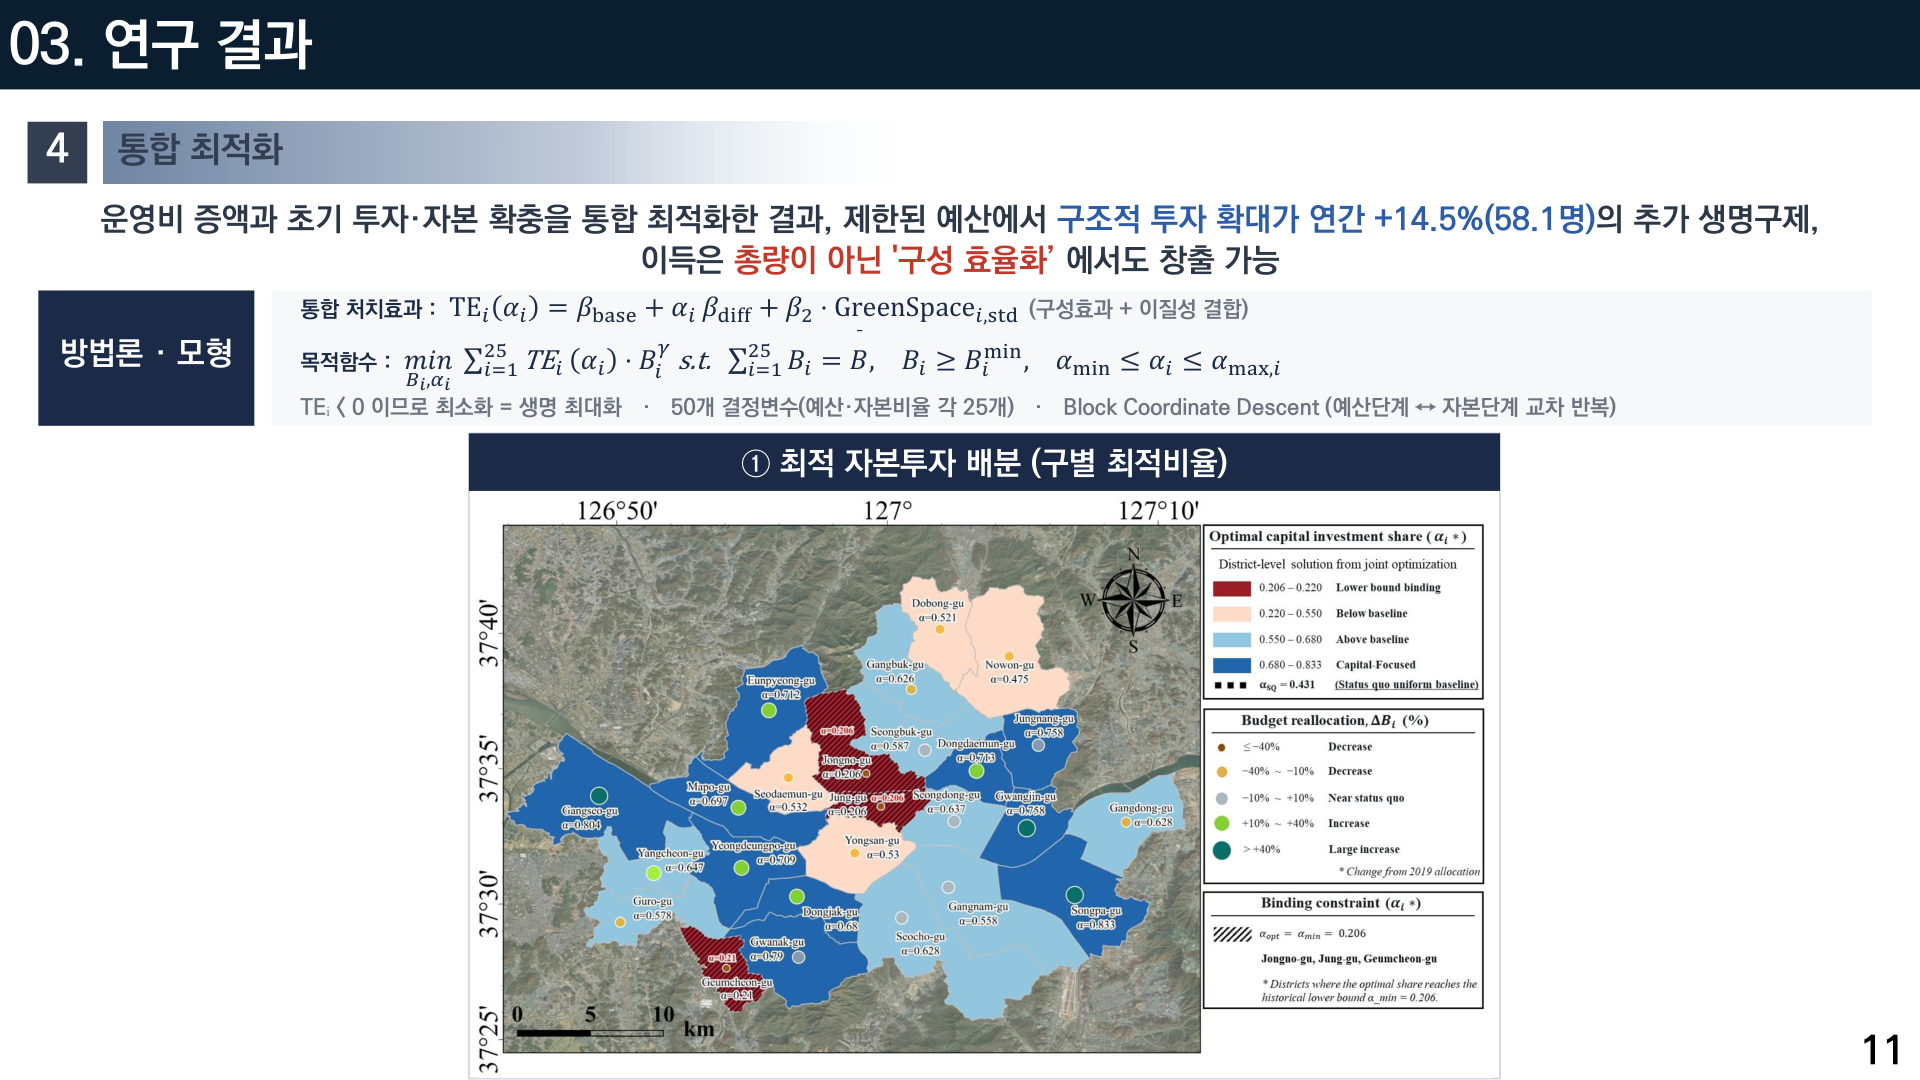 03. 연구 결과
4
통합 최적화
운영비 증액과 초기 투자·자본 확충을 통합 최적화한 결과, 제한된 예산에서 구조적 투자 확대가 연간 +14.5%(58.1명)의 추가 생명구제,
이득은 총량이 아닌 '구성 효율화’ 에서도 창출 가능
방법론 · 모형
통합 처치효과 : TEᵢ(αᵢ) = β_base + αᵢ β_diff + β₂ · GreenSpace_{i,std} (구성효과 + 이질성 결합)
목적함수 : min_{Bᵢ,αᵢ} ∑_{i=1}^{25} TEᵢ (αᵢ) · Bᵢ^γ s.t. ∑_{i=1}^{25} Bᵢ = B, Bᵢ ≥ Bᵢ^min, α_min ≤ αᵢ ≤ α_{max,i}
TEᵢ < 0 이므로 최소화 = 생명 최대화 · 50개 결정변수(예산·자본비율 각 25개) · Block Coordinate Descent (예산단계 ↔ 자본단계 교차 반복)
① 최적 자본투자 배분 (구별 최적비율)
126°50' 127° 127°10'
37°40'
37°35'
37°30'
37°25'
N
W E
S
Dobong-gu
α=0.521
Nowon-gu
α=0.475
Gangbuk-gu
α=0.626
Eunpyeong-gu
α=0.712
Jungnang-gu
α=0.758
α=0.206
Seongbuk-gu
α=0.587
Dongdaemun-gu
α=0.713
Jongno-gu
α=0.206
Mapo-gu
α=0.697
Seodaemun-gu
α=0.532
Jung-gu
α=0.206
α=0.206
Seongdong-gu
α=0.637
Gwangjin-gu
α=0.758
Gangdong-gu
α=0.628
Gangseo-gu
α=0.804
Yongsan-gu
α=0.53
Yangcheon-gu
α=0.647
Yeongdeungpo-gu
α=0.709
Guro-gu
α=0.578
Dongjak-gu
α=0.68
Gangnam-gu
α=0.558
Songpa-gu
α=0.833
Seocho-gu
α=0.628
Gwanak-gu
α=0.79
α=0.21
Geumcheon-gu
α=0.21
0 5 10 km
Optimal capital investment share ( αᵢ * )
District-level solution from joint optimization
0.206 – 0.220 Lower bound binding
0.220 – 0.550 Below baseline
0.550 – 0.680 Above baseline
0.680 – 0.833 Capital-Focused
α_SQ = 0.431 (Status quo uniform baseline)
Budget reallocation, ΔBᵢ (%)
≤ −40% Decrease
−40% ~ −10% Decrease
−10% ~ +10% Near status quo
+10% ~ +40% Increase
> +40% Large increase
* Change from 2019 allocation
Binding constraint (αᵢ *)
α_opt = α_min = 0.206
Jongno-gu, Jung-gu, Geumcheon-gu
* Districts where the optimal share reaches the
historical lower bound α_min = 0.206.
11